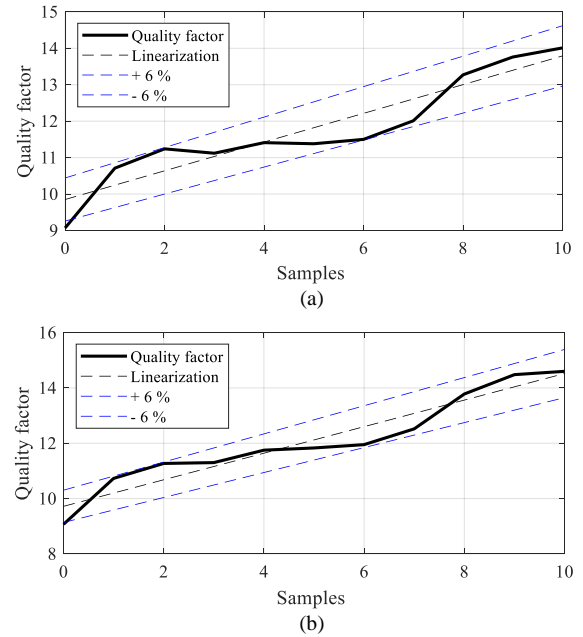 (a)
15
14
13
12
11
10
9
Quality factor
Quality factor
Linearization
+ 6 %
- 6 %
0 2 4 6 8 10
Samples
(a)
16
14
12
10
8
Quality factor
Quality factor
Linearization
+ 6 %
- 6 %
0 2 4 6 8 10
Samples
(b)